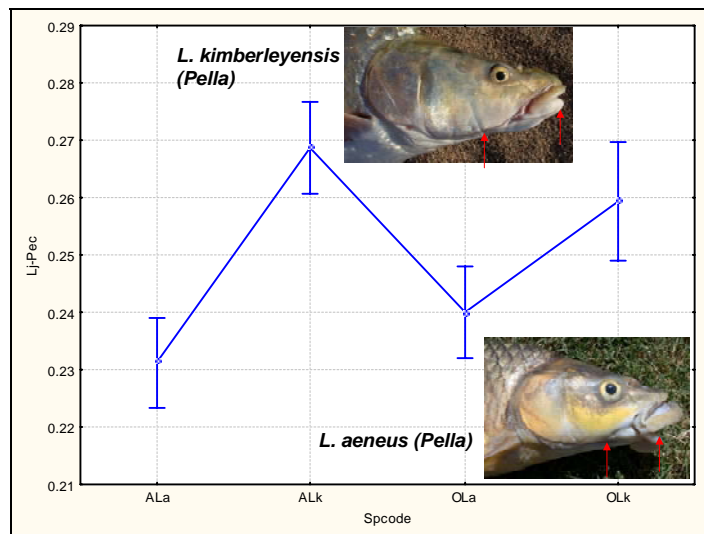 0.29
0.28
0.27
0.26
0.25
0.24
0.23
0.22
0.21
Lj-Pec
L. kimberleyensis
(Pella)
L. aeneus (Pella)
ALa
ALk
OLa
OLk
Spcode